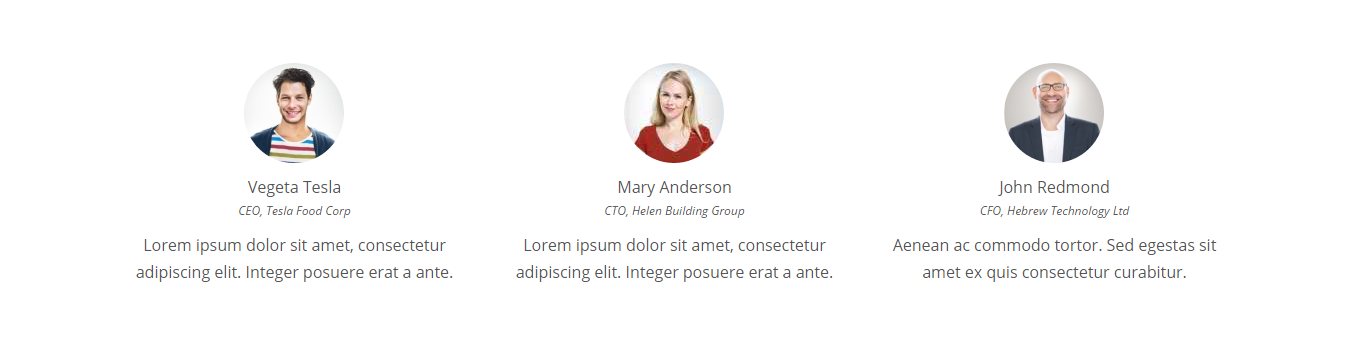 Vegeta Tesla
CEO, Tesla Food Corp
Lorem ipsum dolor sit amet, consectetur
adipiscing elit. Integer posuere erat a ante.
Mary Anderson
CTO, Helen Building Group
Lorem ipsum dolor sit amet, consectetur
adipiscing elit. Integer posuere erat a ante.
John Redmond
CFO, Hebrew Technology Ltd
Aenean ac commodo tortor. Sed egestas sit
amet ex quis consectetur curabitur.